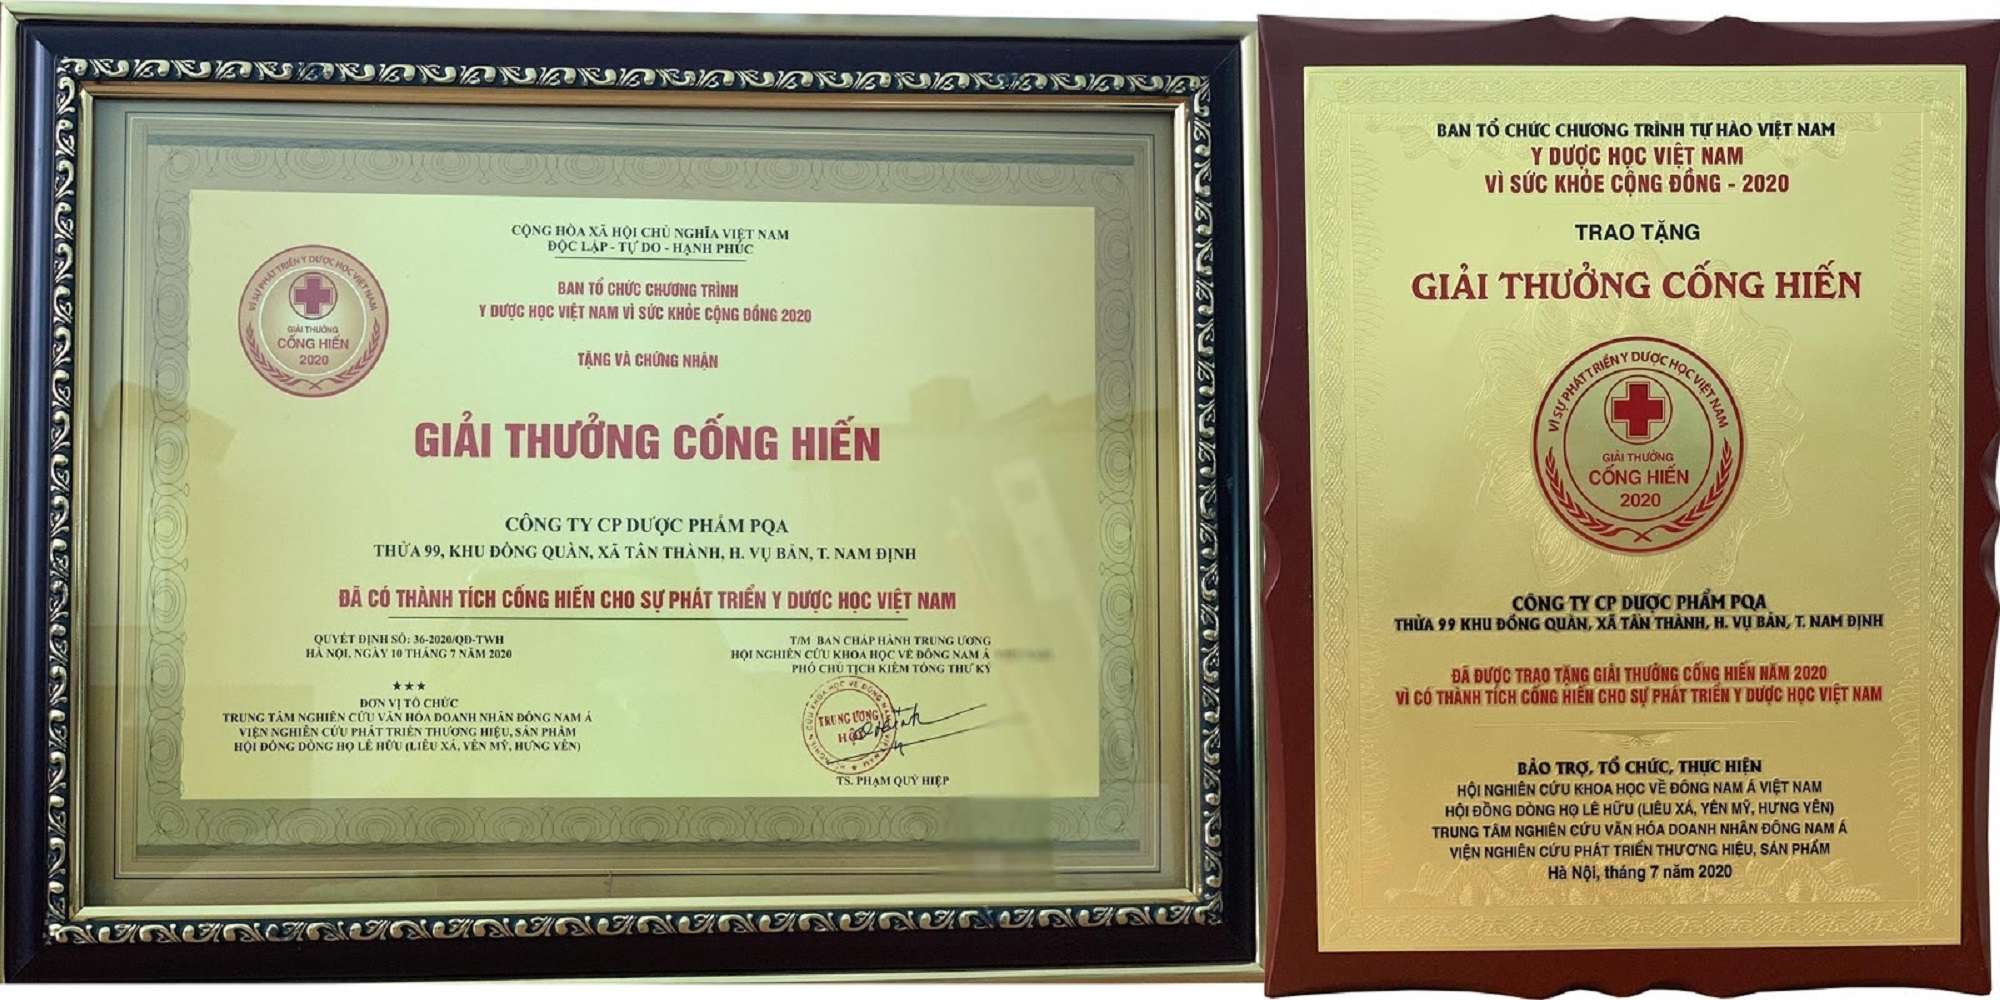 CỘNG HÒA XÃ HỘI CHỦ NGHĨA VIỆT NAM
ĐỘC LẬP - TỰ DO - HẠNH PHÚC
VÌ SỰ PHÁT TRIỂN Y DƯỢC HỌC VIỆT NAM
GIẢI THƯỞNG
CỐNG HIẾN
2020
BAN TỔ CHỨC CHƯƠNG TRÌNH
Y DƯỢC HỌC VIỆT NAM VÌ SỨC KHỎE CỘNG ĐỒNG 2020
TẶNG VÀ CHỨNG NHẬN
GIẢI THƯỞNG CỐNG HIẾN
CÔNG TY CP DƯỢC PHẨM PQA
THỬA 99, KHU ĐỒNG QUÀN, XÃ TÂN THÀNH, H. VỤ BẢN, T. NAM ĐỊNH
ĐÃ CÓ THÀNH TÍCH CỐNG HIẾN CHO SỰ PHÁT TRIỂN Y DƯỢC HỌC VIỆT NAM
QUYẾT ĐỊNH SỐ: 36-2020/QĐ-TWH
HÀ NỘI, NGÀY 10 THÁNG 7 NĂM 2020
★★★
ĐƠN VỊ TỔ CHỨC
TRUNG TÂM NGHIÊN CỨU VĂN HÓA DOANH NHÂN ĐÔNG NAM Á
VIỆN NGHIÊN CỨU PHÁT TRIỂN THƯƠNG HIỆU, SẢN PHẨM
HỘI ĐỒNG DÒNG HỌ LÊ HỮU (LIÊU XÁ, YÊN MỸ, HƯNG YÊN)
T/M BAN CHẤP HÀNH TRUNG ƯƠNG
HỘI NGHIÊN CỨU KHOA HỌC VỀ ĐÔNG NAM Á
PHÓ CHỦ TỊCH KIÊM TỔNG THƯ KÝ
TRUNG ƯƠNG
HỘI
TS. PHẠM QUÝ HIỆP
BAN TỔ CHỨC CHƯƠNG TRÌNH TỰ HÀO VIỆT NAM
Y DƯỢC HỌC VIỆT NAM
VÌ SỨC KHỎE CỘNG ĐỒNG - 2020
TRAO TẶNG
GIẢI THƯỞNG CỐNG HIẾN
VÌ SỰ PHÁT TRIỂN Y DƯỢC HỌC VIỆT NAM
GIẢI THƯỞNG
CỐNG HIẾN
2020
CÔNG TY CP DƯỢC PHẨM PQA
THỬA 99 KHU ĐỒNG QUÀN, XÃ TÂN THÀNH, H. VỤ BẢN, T. NAM ĐỊNH
ĐÃ ĐƯỢC TRAO TẶNG GIẢI THƯỞNG CỐNG HIẾN NĂM 2020
VÌ CÓ THÀNH TÍCH CỐNG HIẾN CHO SỰ PHÁT TRIỂN Y DƯỢC HỌC VIỆT NAM
BẢO TRỢ, TỔ CHỨC, THỰC HIỆN
HỘI NGHIÊN CỨU KHOA HỌC VỀ ĐÔNG NAM Á VIỆT NAM
HỘI ĐỒNG DÒNG HỌ LÊ HỮU (LIÊU XÁ, YÊN MỸ, HƯNG YÊN)
TRUNG TÂM NGHIÊN CỨU VĂN HÓA DOANH NHÂN ĐÔNG NAM Á
VIỆN NGHIÊN CỨU PHÁT TRIỂN THƯƠNG HIỆU, SẢN PHẨM
Hà Nội, tháng 7 năm 2020